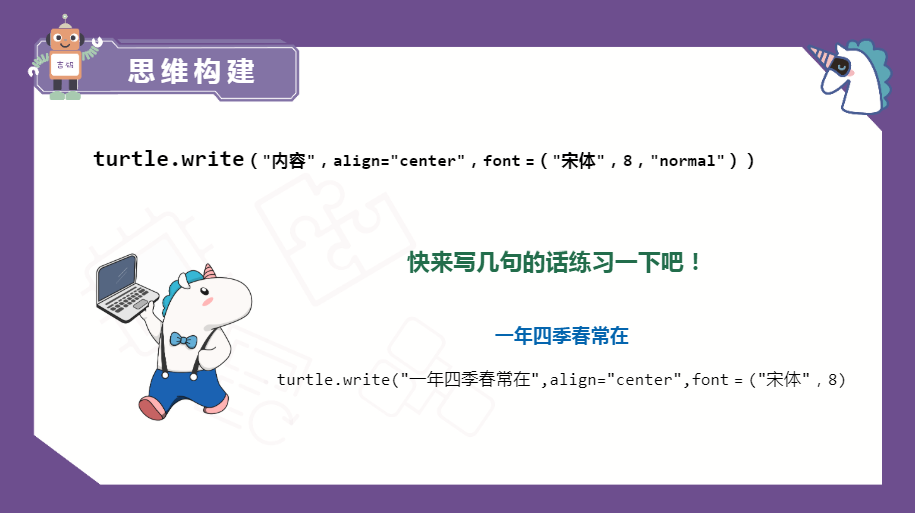 思维构建
turtle.write（"内容"，align="center"，font =（"宋体"，8，"normal"））
快来写几句的话练习一下吧！
一年四季春常在
turtle.write("一年四季春常在",align="center",font =（"宋体"，8）